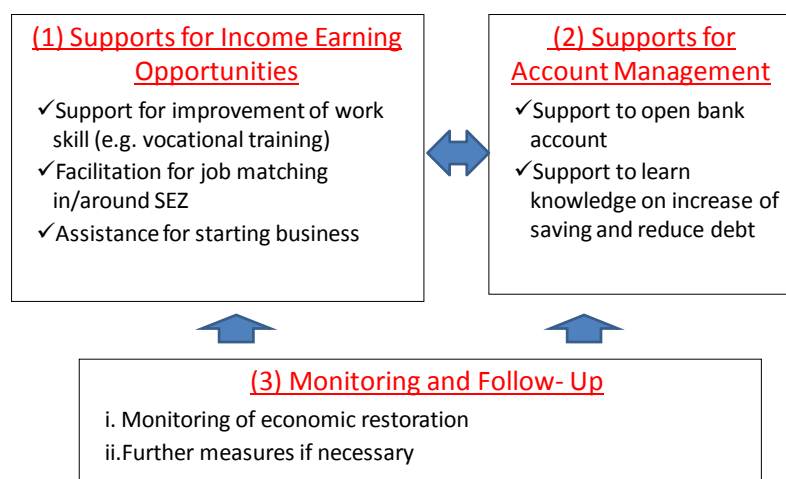 (1) Supports for Income Earning
Opportunities
✓Support for improvement of work
skill (e.g. vocational training)
✓Facilitation for job matching
in/around SEZ
✓Assistance for starting business
(2) Supports for
Account Management
✓Support to open bank
account
✓Support to learn
knowledge on increase of
saving and reduce debt
(3) Monitoring and Follow- Up
i. Monitoring of economic restoration
ii.Further measures if necessary